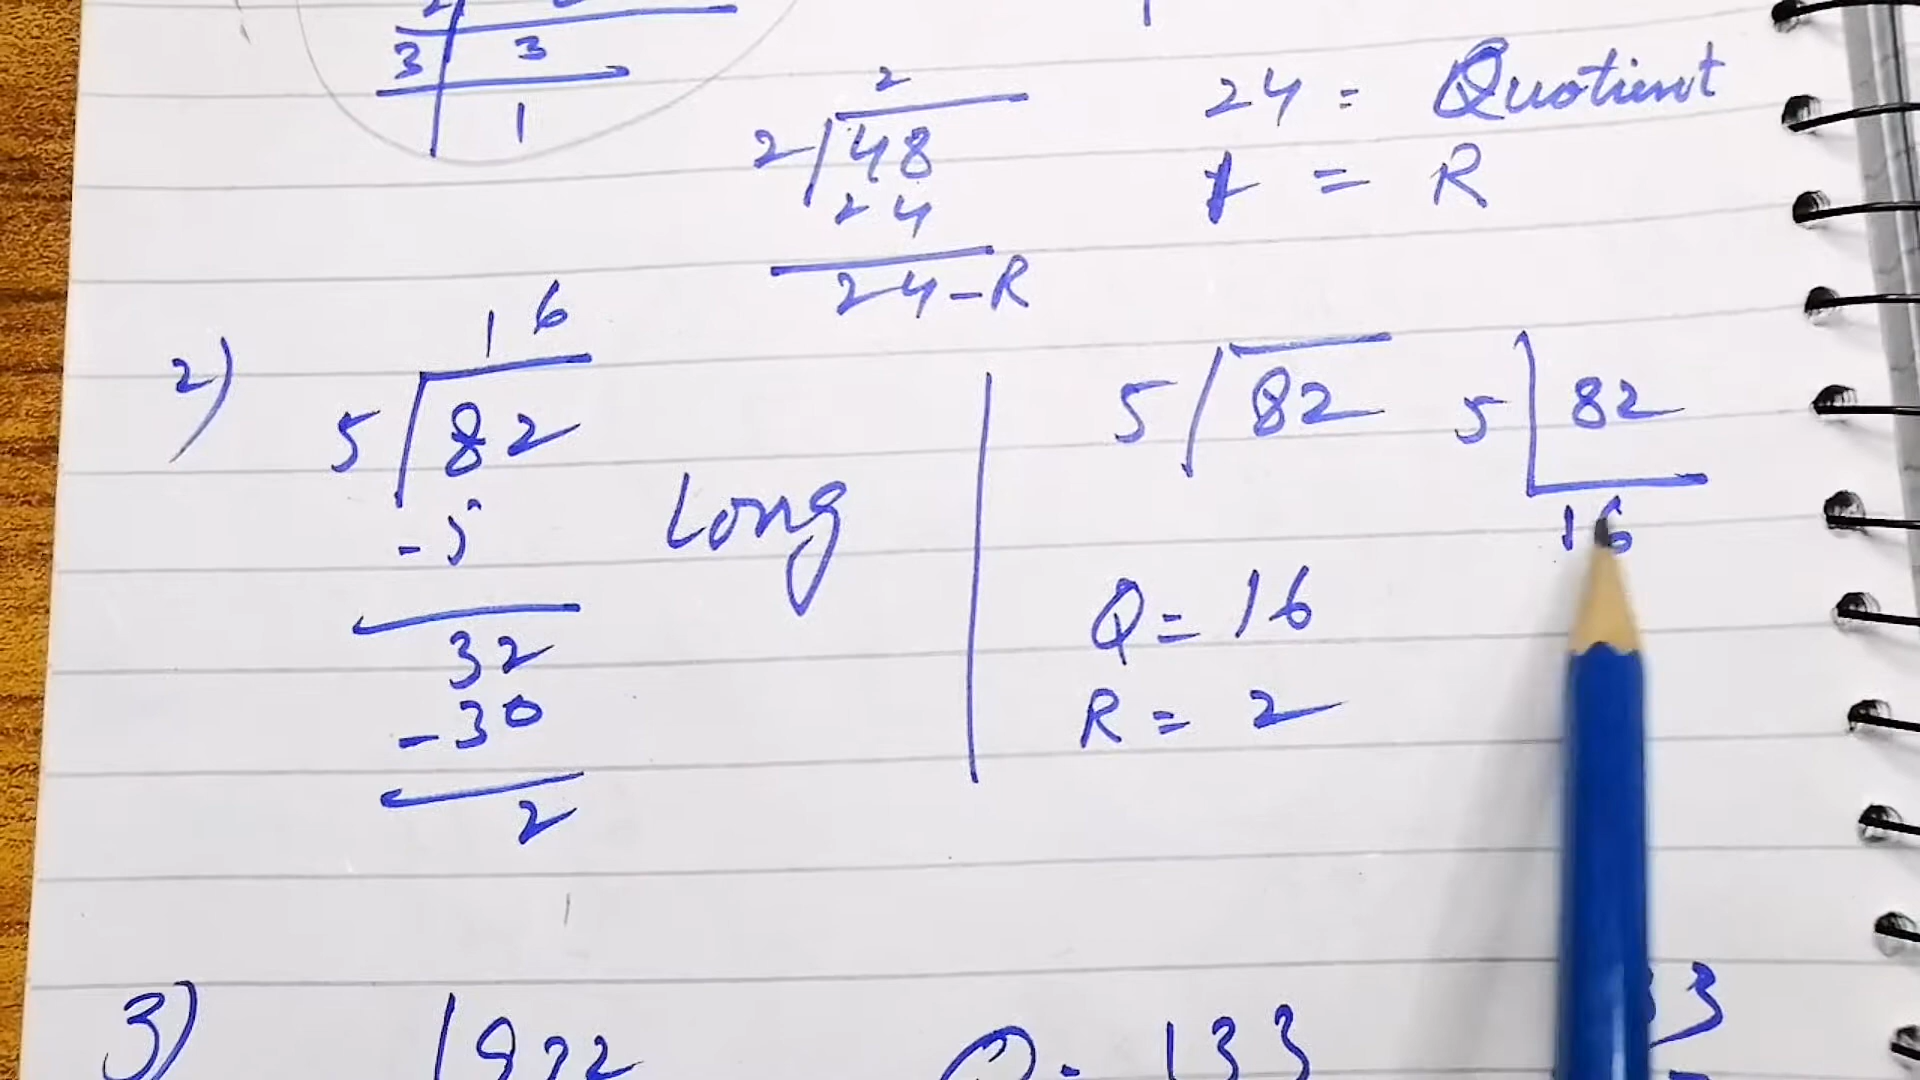 3 3
1
2
2 48
24
24 - R
24 = Quotient
1 = R
2)
16
5 82
- 5
32
- 30
2
Long
5 82
5 82
16
Q = 16
R = 2
3)
133